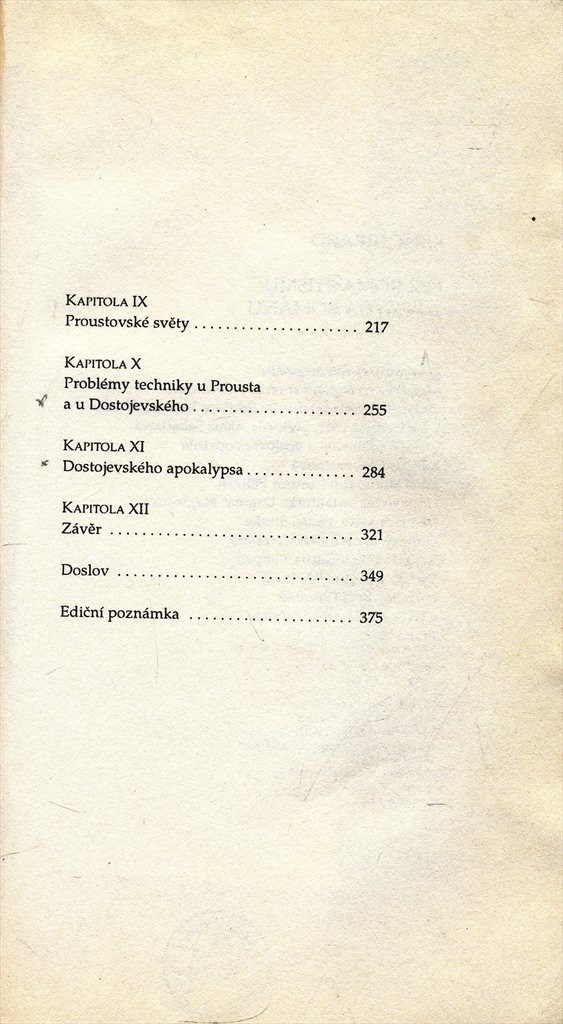 KAPITOLA IX
Proustovské světy ..................... 217
KAPITOLA X
Problémy techniky u Prousta
a u Dostojevského ..................... 255
KAPITOLA XI
Dostojevského apokalypsa .............. 284
KAPITOLA XII
Závěr ................................ 321
Doslov ............................... 349
Ediční poznámka ...................... 375